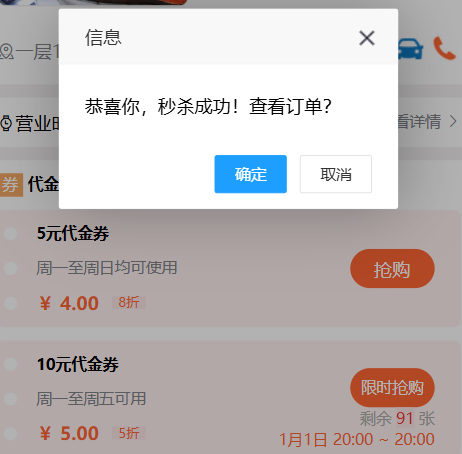 信息
一层1
恭喜你，秒杀成功！查看订单？
营业时
看详情
确定
取消
券 代金
5元代金券
周一至周日均可使用
抢购
¥ 4.00 8折
10元代金券
周一至周五可用
限时抢购
剩余 91 张
¥ 5.00 5折
1月1日 20:00 ~ 20:00